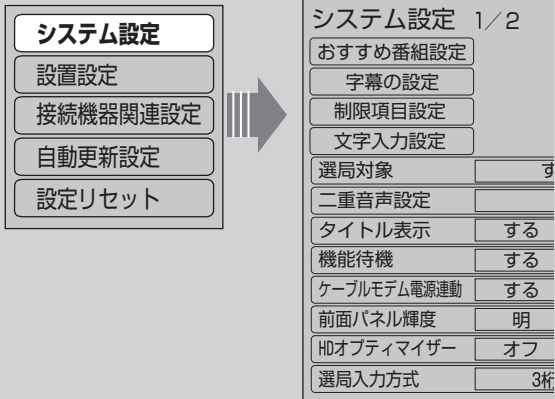 システム設定
設置設定
接続機器関連設定
自動更新設定
設定リセット
システム設定 1/2
おすすめ番組設定
字幕の設定
制限項目設定
文字入力設定
選局対象 す
二重音声設定
タイトル表示 する
機能待機 する
ケーブルモデム電源連動 する
前面パネル輝度 明
HDオプティマイザー オフ
選局入力方式 3桁